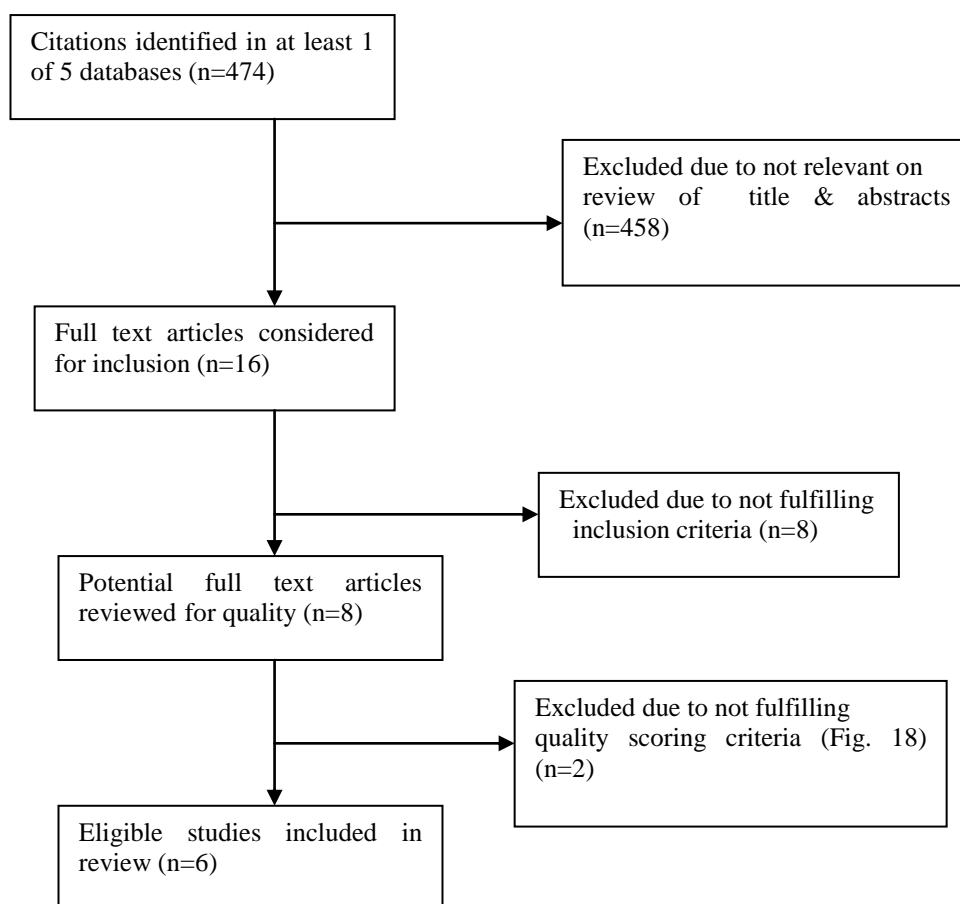 Citations identified in at least 1
of 5 databases (n=474)
Excluded due to not relevant on
review of title & abstracts
(n=458)
Full text articles considered
for inclusion (n=16)
Excluded due to not fulfilling
inclusion criteria (n=8)
Potential full text articles
reviewed for quality (n=8)
Excluded due to not fulfilling
quality scoring criteria (Fig. 18)
(n=2)
Eligible studies included in
review (n=6)